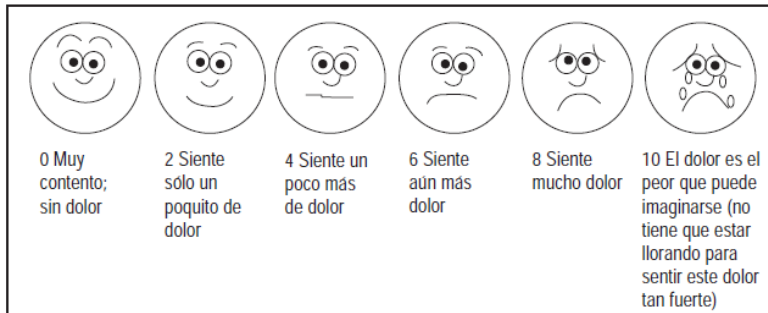 0 Muy
contento;
sin dolor
2 Siente
sólo un
poquito de
dolor
4 Siente un
poco más
de dolor
6 Siente
aún más
dolor
8 Siente
mucho dolor
10 El dolor es el
peor que puede
imaginarse (no
tiene que estar
llorando para
sentir este dolor
tan fuerte)